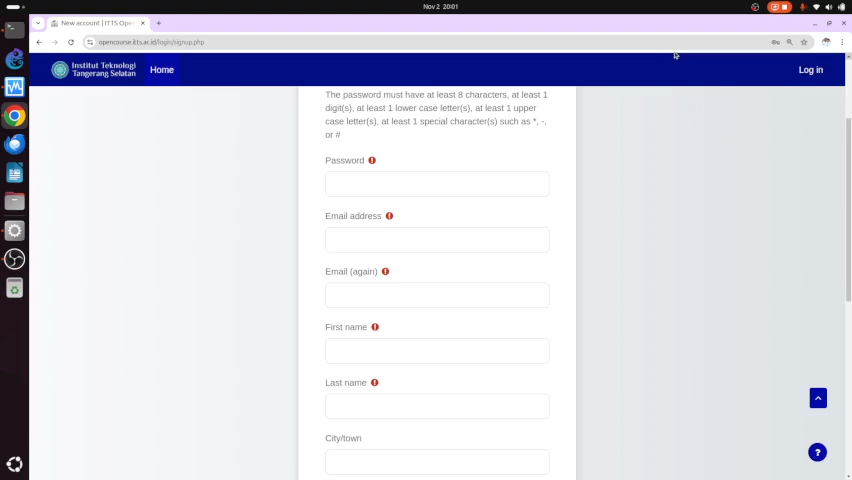 Nov 2 20:01
New account | ITTS Open
opencourse.itts.ac.id/login/signup.php
Institut Teknologi
Tangerang Selatan
Home
Log in
The password must have at least 8 characters, at least 1
digit(s), at least 1 lower case letter(s), at least 1 upper
case letter(s), at least 1 special character(s) such as *, -,
or #
Password
Email address
Email (again)
First name
Last name
City/town
?